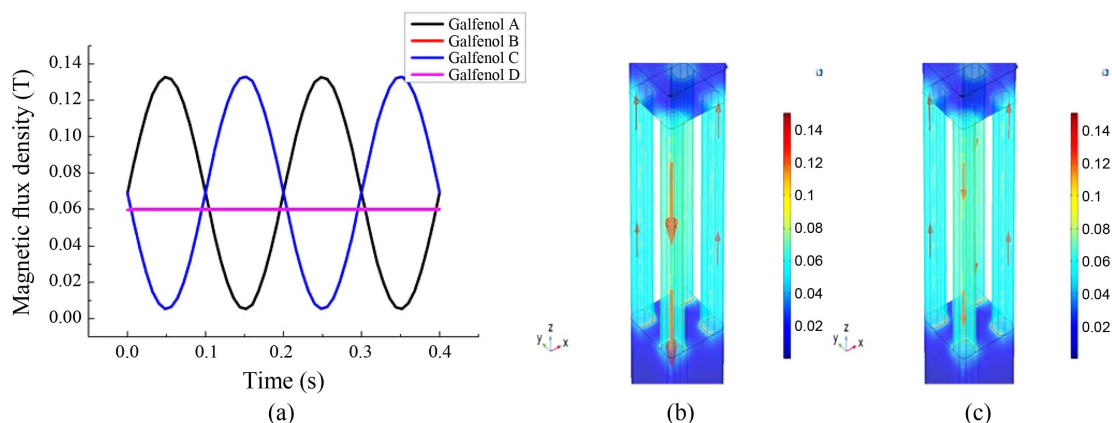 Galfenol A
Galfenol B
Galfenol C
Galfenol D
Magnetic flux density (T)
0.14
0.12
0.10
0.08
0.06
0.04
0.02
0.00
0.0 0.1 0.2 0.3 0.4
Time (s)
(a)
0.14
0.12
0.10
0.08
0.06
0.04
0.02
z
y x
(b)
0.14
0.12
0.10
0.08
0.06
0.04
0.02
z
y x
(c)